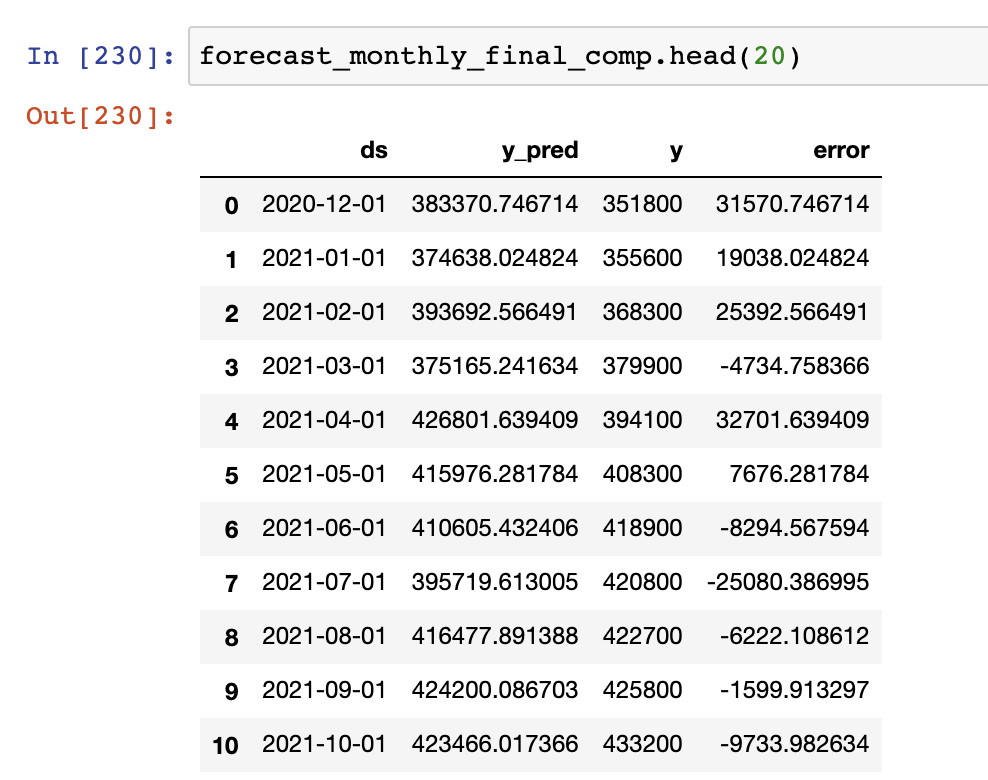 In [230]: forecast_monthly_final_comp.head(20)
Out[230]:
ds y_pred y error
0 2020-12-01 383370.746714 351800 31570.746714
1 2021-01-01 374638.024824 355600 19038.024824
2 2021-02-01 393692.566491 368300 25392.566491
3 2021-03-01 375165.241634 379900 -4734.758366
4 2021-04-01 426801.639409 394100 32701.639409
5 2021-05-01 415976.281784 408300 7676.281784
6 2021-06-01 410605.432406 418900 -8294.567594
7 2021-07-01 395719.613005 420800 -25080.386995
8 2021-08-01 416477.891388 422700 -6222.108612
9 2021-09-01 424200.086703 425800 -1599.913297
10 2021-10-01 423466.017366 433200 -9733.982634